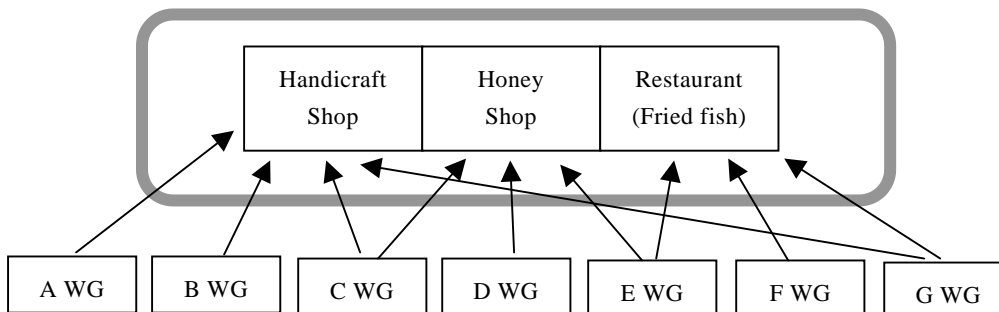 Handicraft
Shop
Honey
Shop
Restaurant
(Fried fish)
A WG
B WG
C WG
D WG
E WG
F WG
G WG